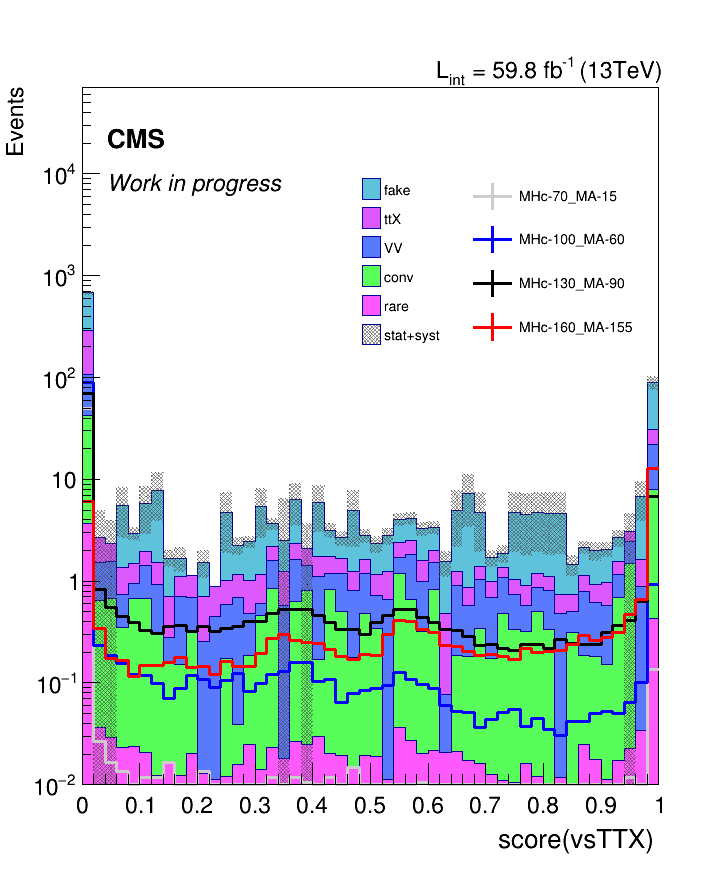 L_int = 59.8 fb^-1 (13TeV)
Events
CMS
Work in progress
fake
ttX
VV
conv
rare
stat+syst
MHc-70_MA-15
MHc-100_MA-60
MHc-130_MA-90
MHc-160_MA-155
10^4
10^3
10^2
10
1
10^-1
10^-2
0 0.1 0.2 0.3 0.4 0.5 0.6 0.7 0.8 0.9 1
score(vsTTX)